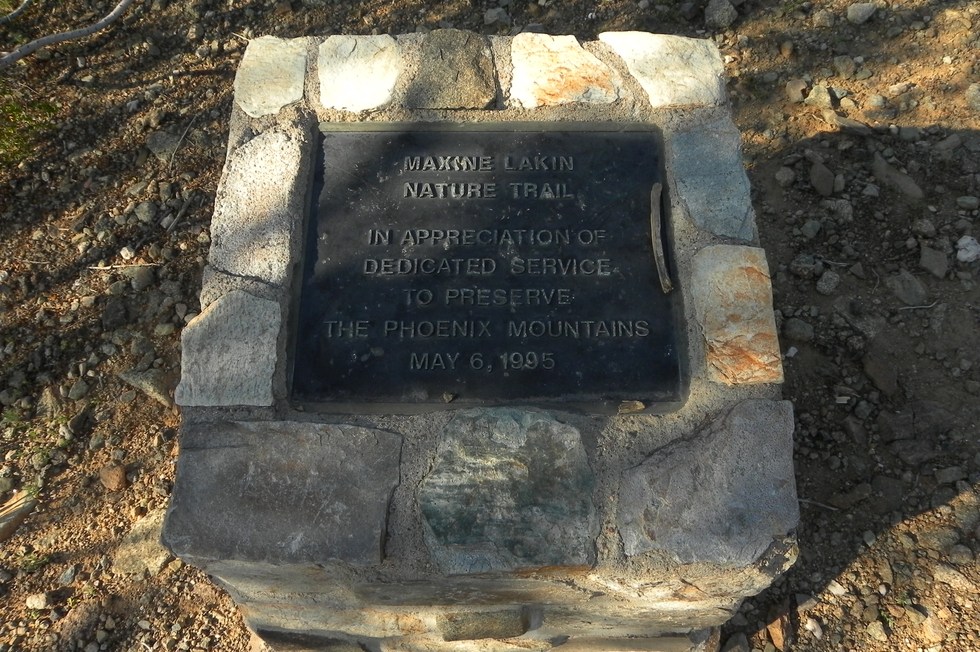 MAXINE LAKIN
NATURE TRAIL
IN APPRECIATION OF
DEDICATED SERVICE
TO PRESERVE
THE PHOENIX MOUNTAINS
MAY 6, 1995